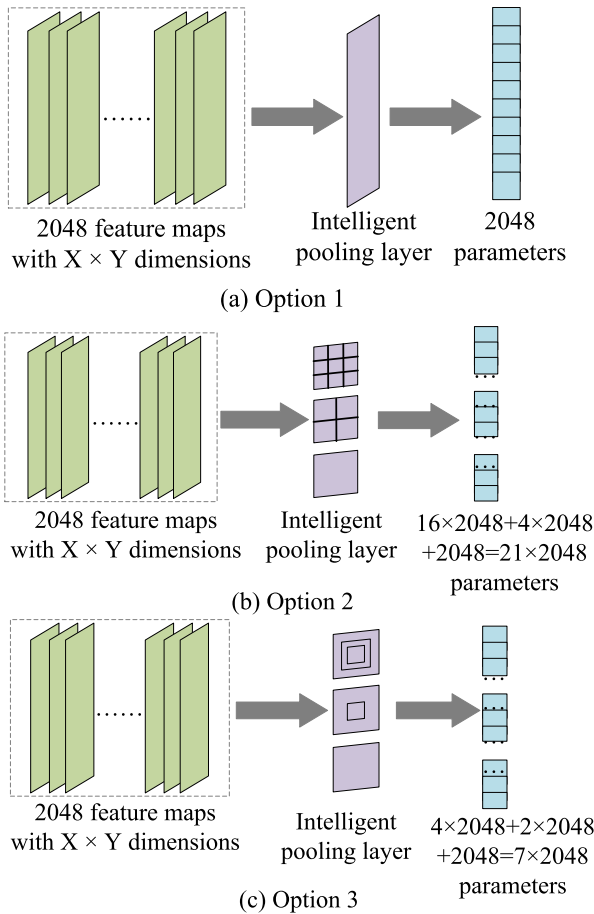 2048 feature maps
with X × Y dimensions
Intelligent
pooling layer
2048
parameters
(a) Option 1
2048 feature maps
with X × Y dimensions
Intelligent
pooling layer
16×2048+4×2048
+2048=21×2048
parameters
(b) Option 2
2048 feature maps
with X × Y dimensions
Intelligent
pooling layer
4×2048+2×2048
+2048=7×2048
parameters
(c) Option 3